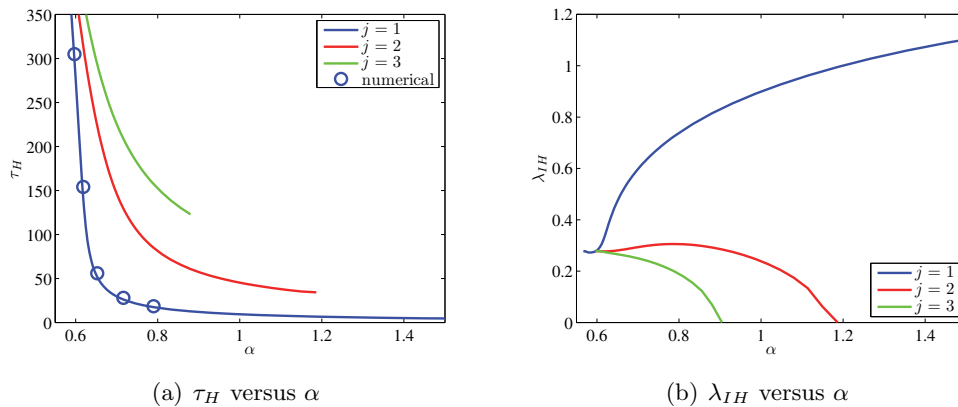 350
300
250
200
150
100
50
0
τ_H
0.6 0.8 1 1.2 1.4
α
j = 1
j = 2
j = 3
numerical
(a) τ_H versus α
1.2
1
0.8
0.6
0.4
0.2
0
λ_IH
0.6 0.8 1 1.2 1.4
α
j = 1
j = 2
j = 3
(b) λ_IH versus α